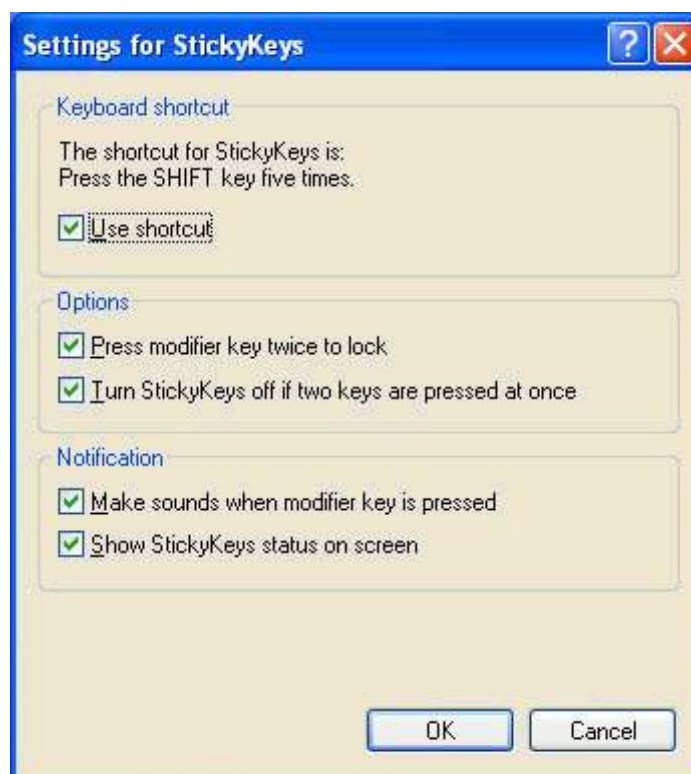 Settings for StickyKeys
?
Keyboard shortcut
The shortcut for StickyKeys is:
Press the SHIFT key five times.
Use shortcut
Options
Press modifier key twice to lock
Turn StickyKeys off if two keys are pressed at once
Notification
Make sounds when modifier key is pressed
Show StickyKeys status on screen
OK Cancel